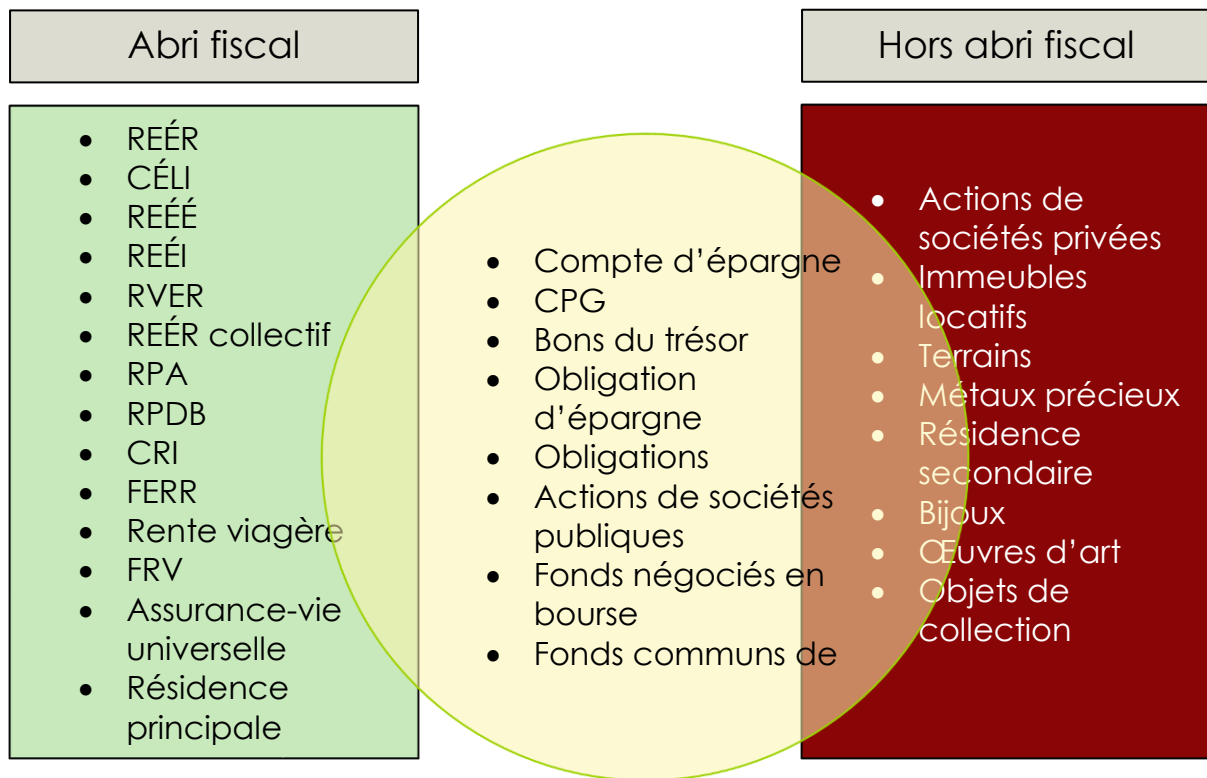 Abri fiscal
• REÉR
• CÉLI
• REÉÉ
• REÉI
• RVER
• REÉR collectif
• RPA
• RPDB
• CRI
• FERR
• Rente viagère
• FRV
• Assurance-vie
universelle
• Résidence
principale
• Compte d’épargne
• CPG
• Bons du trésor
• Obligation
d’épargne
• Obligations
• Actions de sociétés
publiques
• Fonds négociés en
bourse
• Fonds communs de
Hors abri fiscal
• Actions de
sociétés privées
• Immeubles
locatifs
• Terrains
• Métaux précieux
• Résidence
secondaire
• Bijoux
• Œuvres d’art
• Objets de
collection